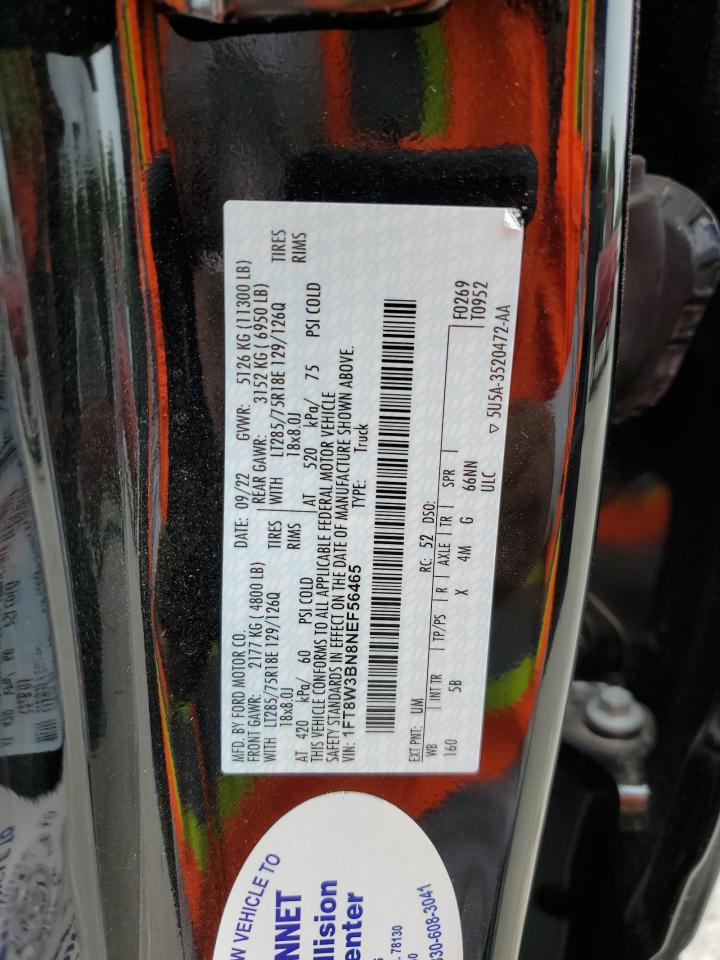 MFD. BY FORD MOTOR CO.
DATE: 09/22 GVWR: 5126 KG (11300 LB)
FRONT GAWR: 2177 KG (4800 LB) REAR GAWR: 3152 KG (6950 LB)
WITH LT285/75R18E 129/126Q TIRES WITH LT285/75R18E 129/126Q TIRES
18x8.0J RIMS 18x8.0J RIMS
AT 420 kPa/ 60 PSI COLD AT 520 kPa/ 75 PSI COLD
THIS VEHICLE CONFORMS TO ALL APPLICABLE FEDERAL MOTOR VEHICLE
SAFETY STANDARDS IN EFFECT ON THE DATE OF MANUFACTURE SHOWN ABOVE.
VIN: 1FT8W3BN8NEF56465 TYPE: Truck
EXT PNT: UM RC: 52 DSO: F0269
WB INT TR TP/PS R AXLE TR SPR T0952
160 5B X 4M G 66NN
ULC
▽ 5U5A-3520472-AA
W VEHICLE TO
NNET
llision
enter
78130
30-608-3041